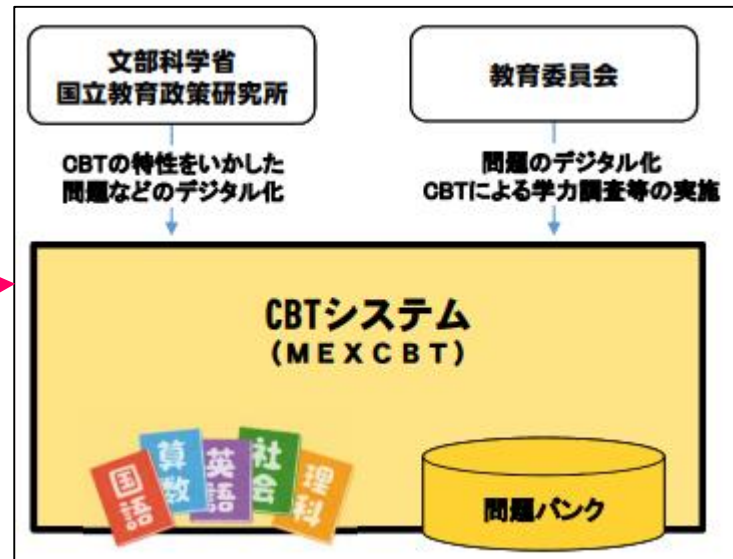 文部科学省
国立教育政策研究所
教育委員会
CBTの特性をいかした
問題などのデジタル化
問題のデジタル化
CBTによる学力調査等の実施
CBTシステム
(MEXCBT)
国語
算数
英語
社会
理科
問題バンク